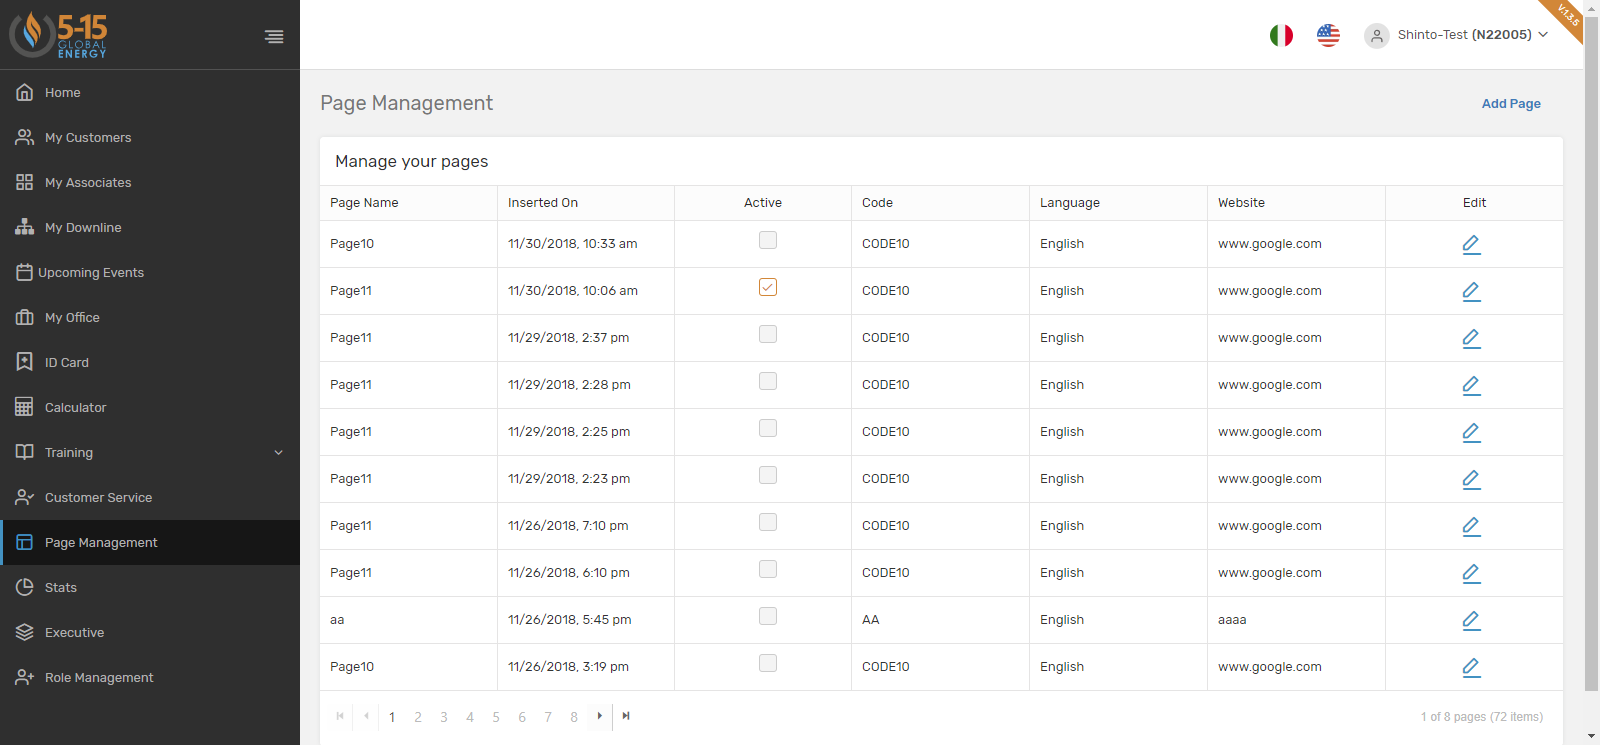 5-15
GLOBAL
ENERGY
Home
My Customers
My Associates
My Downline
Upcoming Events
My Office
ID Card
Calculator
Training
Customer Service
Page Management
Stats
Executive
Role Management
Shinto-Test (N22005)
V.1.3.5
Page Management
Add Page
Manage your pages
Page Name Inserted On Active Code Language Website Edit
Page10 11/30/2018, 10:33 am CODE10 English www.google.com
Page11 11/30/2018, 10:06 am CODE10 English www.google.com
Page11 11/29/2018, 2:37 pm CODE10 English www.google.com
Page11 11/29/2018, 2:28 pm CODE10 English www.google.com
Page11 11/29/2018, 2:25 pm CODE10 English www.google.com
Page11 11/29/2018, 2:23 pm CODE10 English www.google.com
Page11 11/26/2018, 7:10 pm CODE10 English www.google.com
Page11 11/26/2018, 6:10 pm CODE10 English www.google.com
aa 11/26/2018, 5:45 pm AA English aaaa
Page10 11/26/2018, 3:19 pm CODE10 English www.google.com
1 2 3 4 5 6 7 8
1 of 8 pages (72 items)